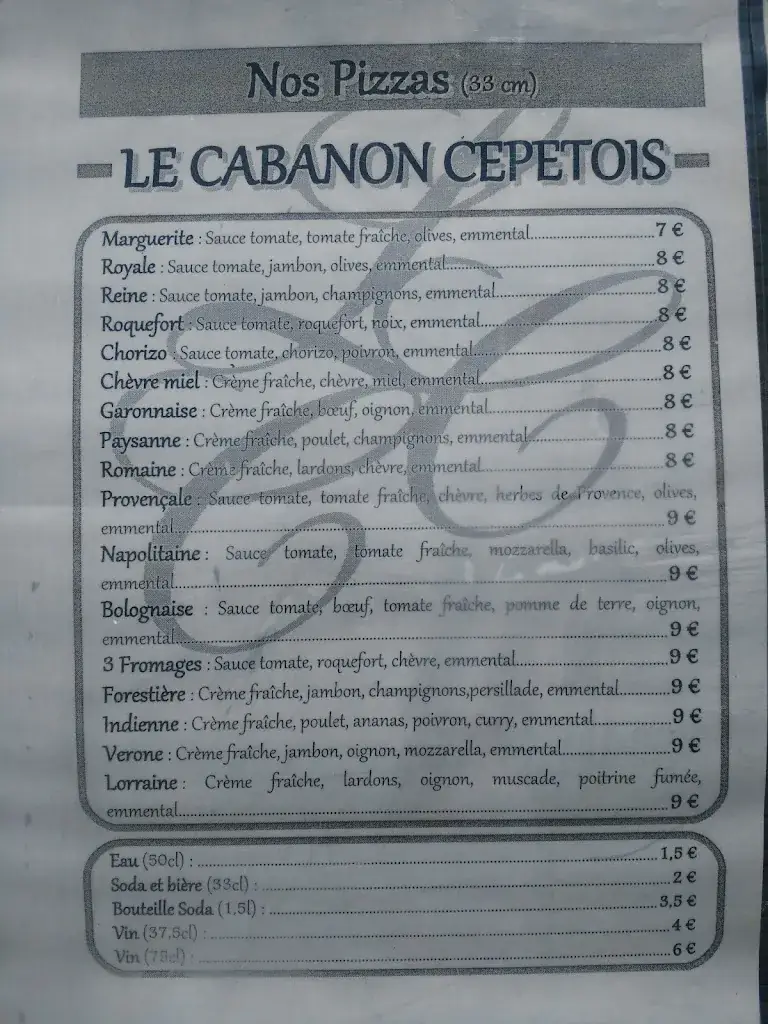 Nos Pizzas (33 cm)
LE CABANON CEPETOIS
Marguerite : Sauce tomate, tomate fraîche, olives, emmental..........7 €
Royale : Sauce tomate, jambon, olives, emmental..........8 €
Reine : Sauce tomate, jambon, champignons, emmental..........8 €
Roquefort : Sauce tomate, roquefort, noix, emmental..........8 €
Chorizo : Sauce tomate, chorizo, poivron, emmental..........8 €
Chèvre miel : Crème fraîche, chèvre, miel, emmental..........8 €
Garonnaise : Crème fraîche, bœuf, oignon, emmental..........8 €
Paysanne : Crème fraîche, poulet, champignons, emmental..........8 €
Romaine : Crème fraîche, lardons, chèvre, emmental..........8 €
Provençale : Sauce tomate, tomate fraîche, chèvre, herbes de Provence, olives,
emmental..........9 €
Napolitaine : Sauce tomate, tomate fraîche, mozzarella, basilic, olives,
emmental..........9 €
Bolognaise : Sauce tomate, bœuf, tomate fraîche, pomme de terre, oignon,
emmental..........9 €
3 Fromages : Sauce tomate, roquefort, chèvre, emmental..........9 €
Forestière : Crème fraîche, jambon, champignons,persillade, emmental..........9 €
Indienne : Crème fraîche, poulet, ananas, poivron, curry, emmental..........9 €
Verone : Crème fraîche, jambon, oignon, mozzarella, emmental..........9 €
Lorraine : Crème fraîche, lardons, oignon, muscade, poitrine fumée,
emmental..........9 €
Eau (50cl) : ..........1,5 €
Soda et bière (33cl) : ..........2 €
Bouteille Soda (1,5l) : ..........3,5 €
Vin (37,5cl) : ..........4 €
Vin (75cl) : ..........6 €